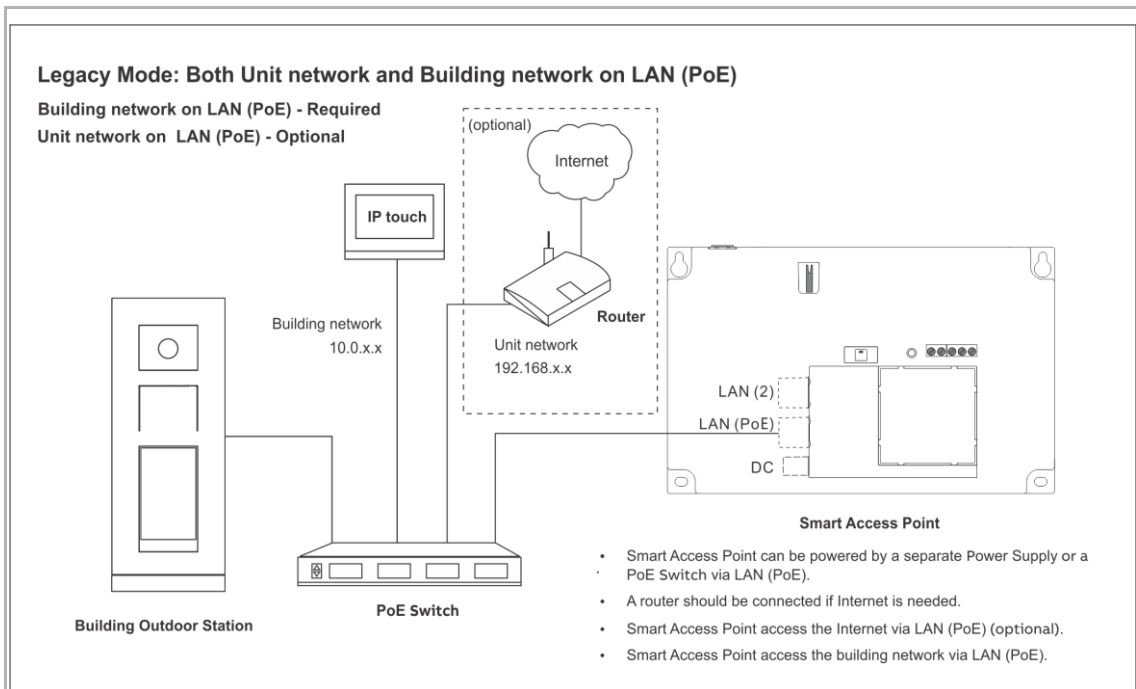 Legacy Mode: Both Unit network and Building network on LAN (PoE)
Building network on LAN (PoE) - Required
Unit network on LAN (PoE) - Optional
(optional)
Internet
IP touch
Router
Building network
10.0.x.x
Unit network
192.168.x.x
LAN (2)
LAN (PoE)
DC
Smart Access Point
PoE Switch
Building Outdoor Station
• Smart Access Point can be powered by a separate Power Supply or a
PoE Switch via LAN (PoE).
• A router should be connected if Internet is needed.
• Smart Access Point access the Internet via LAN (PoE) (optional).
• Smart Access Point access the building network via LAN (PoE).